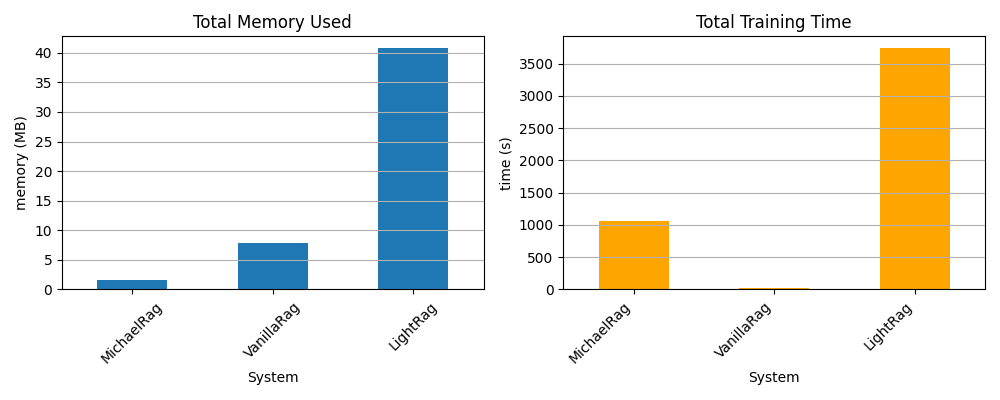 Total Memory Used
memory (MB)
40
35
30
25
20
15
10
5
0
MichaelRag
VanillaRag
LightRag
System
Total Training Time
time (s)
3500
3000
2500
2000
1500
1000
500
0
MichaelRag
VanillaRag
LightRag
System